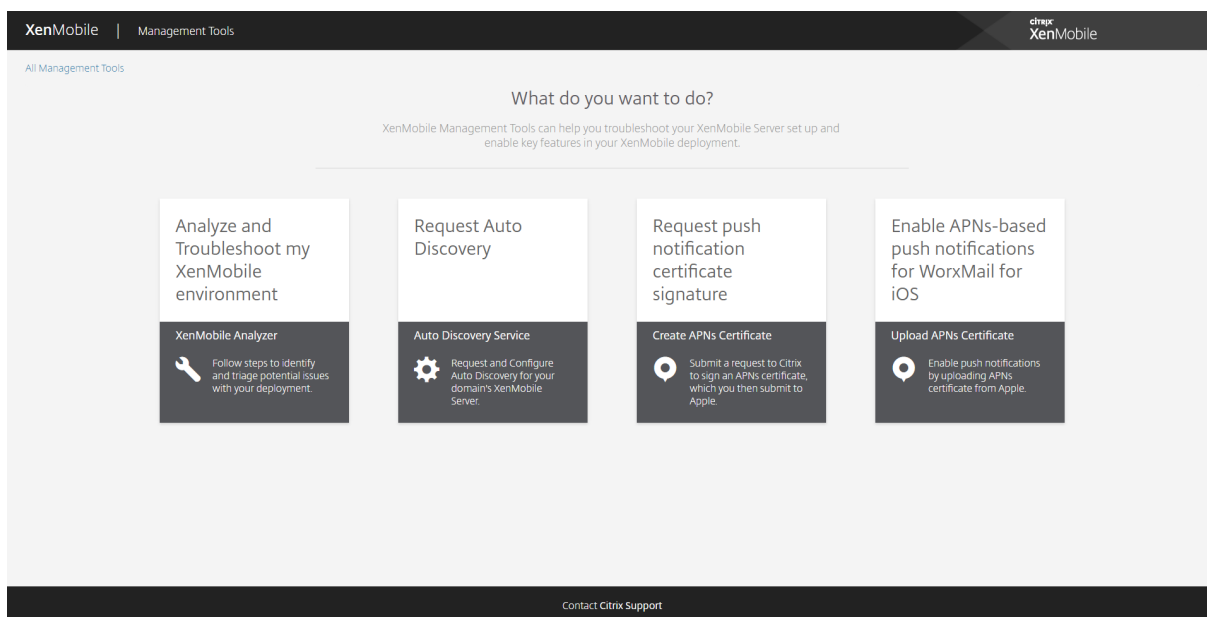 XenMobile | Management Tools
CITRIX
XenMobile
All Management Tools
What do you want to do?
XenMobile Management Tools can help you troubleshoot your XenMobile Server set up and
enable key features in your XenMobile deployment.
Analyze and
Troubleshoot my
XenMobile
environment
XenMobile Analyzer
Follow steps to identify
and triage potential issues
with your deployment.
Request Auto
Discovery
Auto Discovery Service
Request and Configure
Auto Discovery for your
domain's XenMobile
Server.
Request push
notification
certificate
signature
Create APNs Certificate
Submit a request to Citrix
to sign an APNs certificate,
which you then submit to
Apple.
Enable APNs-based
push notifications
for WorxMail for
iOS
Upload APNs Certificate
Enable push notifications
by uploading APNs
certificate from Apple.
Contact Citrix Support